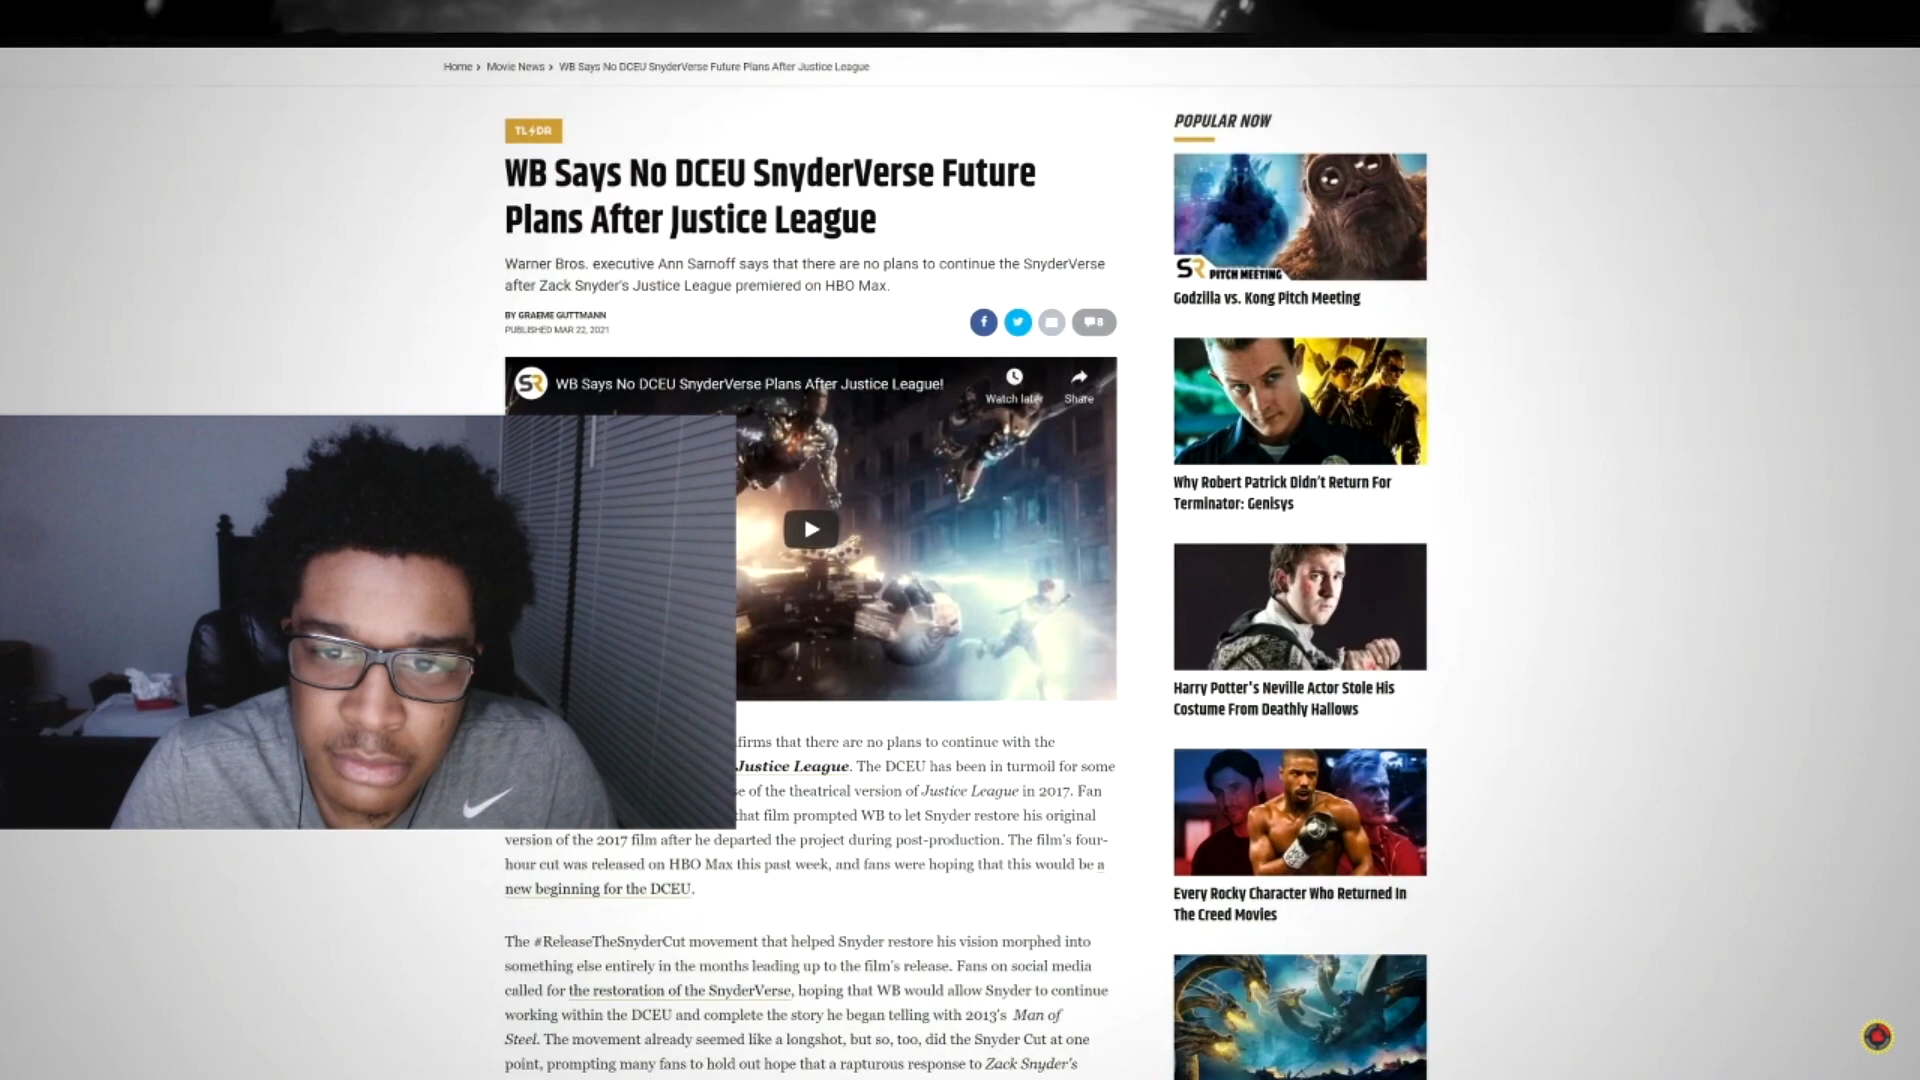 Home › Movie News › WB Says No DCEU SnyderVerse Future Plans After Justice League
TL⚡DR
WB Says No DCEU SnyderVerse Future
Plans After Justice League
Warner Bros. executive Ann Sarnoff says that there are no plans to continue the SnyderVerse
after Zack Snyder's Justice League premiered on HBO Max.
BY GRAEME GUTTMANN
PUBLISHED MAR 22, 2021
8
SR WB Says No DCEU SnyderVerse Plans After Justice League!
Watch later Share
firms that there are no plans to continue with the
Justice League. The DCEU has been in turmoil for some
of the theatrical version of Justice League in 2017. Fan
that film prompted WB to let Snyder restore his original
version of the 2017 film after he departed the project during post-production. The film's four-
hour cut was released on HBO Max this past week, and fans were hoping that this would be a
new beginning for the DCEU.
The #ReleaseTheSnyderCut movement that helped Snyder restore his vision morphed into
something else entirely in the months leading up to the film's release. Fans on social media
called for the restoration of the SnyderVerse, hoping that WB would allow Snyder to continue
working within the DCEU and complete the story he began telling with 2013's Man of
Steel. The movement already seemed like a longshot, but so, too, did the Snyder Cut at one
point, prompting many fans to hold out hope that a rapturous response to Zack Snyder's
POPULAR NOW
SR PITCH MEETING
Godzilla vs. Kong Pitch Meeting
Why Robert Patrick Didn't Return For
Terminator: Genisys
Harry Potter's Neville Actor Stole His
Costume From Deathly Hallows
Every Rocky Character Who Returned In
The Creed Movies